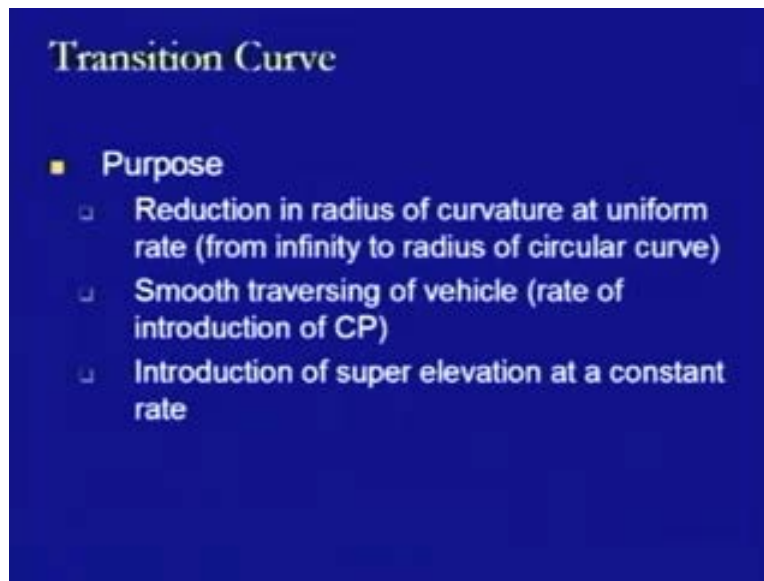 Transition Curve
Purpose
Reduction in radius of curvature at uniform
rate (from infinity to radius of circular curve)
Smooth traversing of vehicle (rate of
introduction of CP)
Introduction of super elevation at a constant
rate